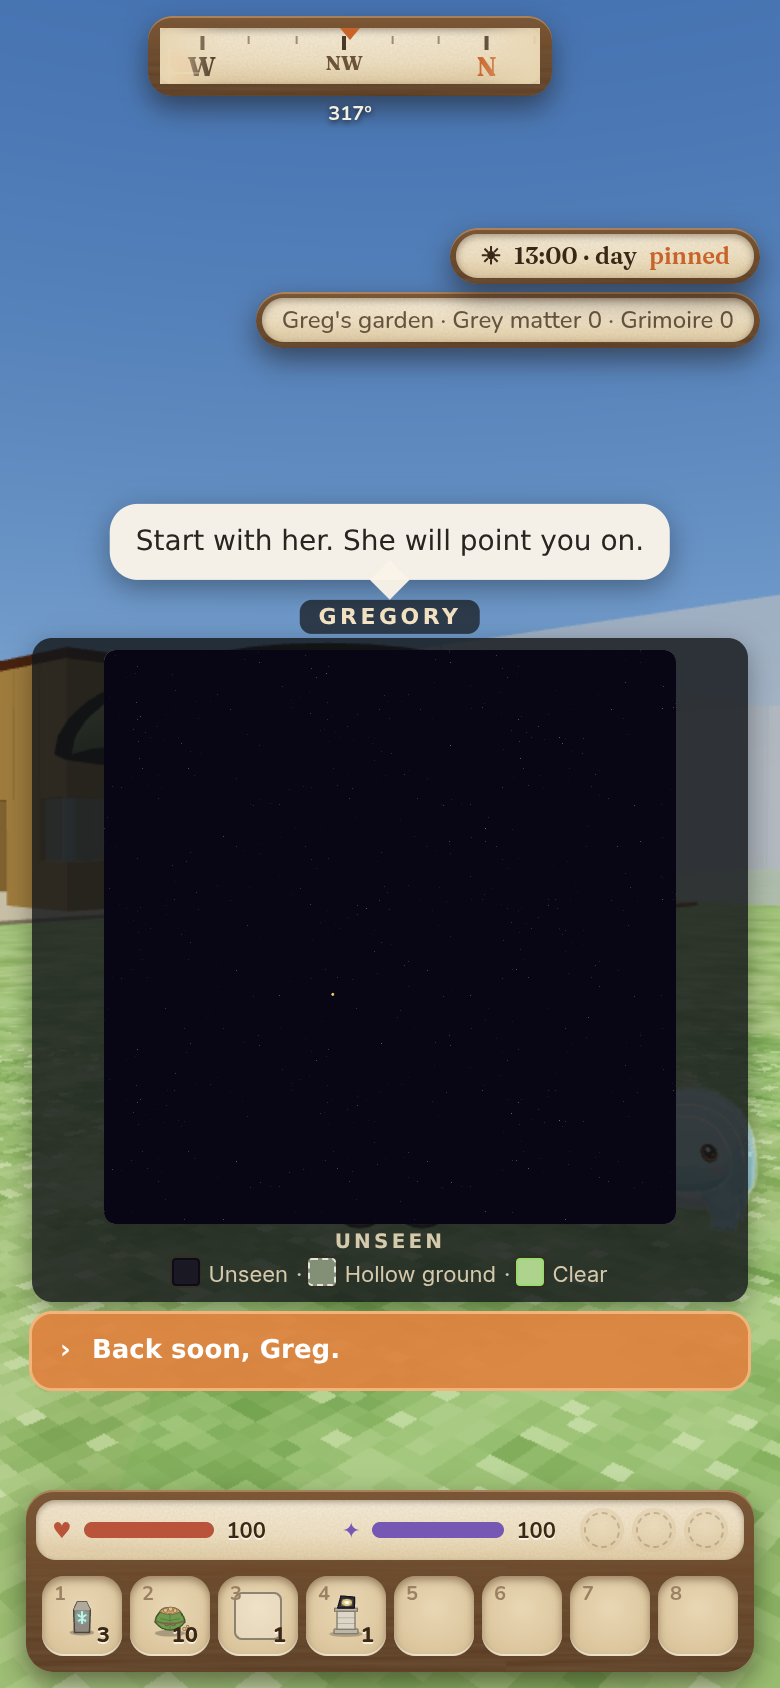 W NW N
317°
13:00 · day pinned
Greg's garden · Grey matter 0 · Grimoire 0
Start with her. She will point you on.
GREGORY
UNSEEN
Unseen · Hollow ground · Clear
› Back soon, Greg.
100 100
1 2 3 4 5 6 7 8
3 10 1 1